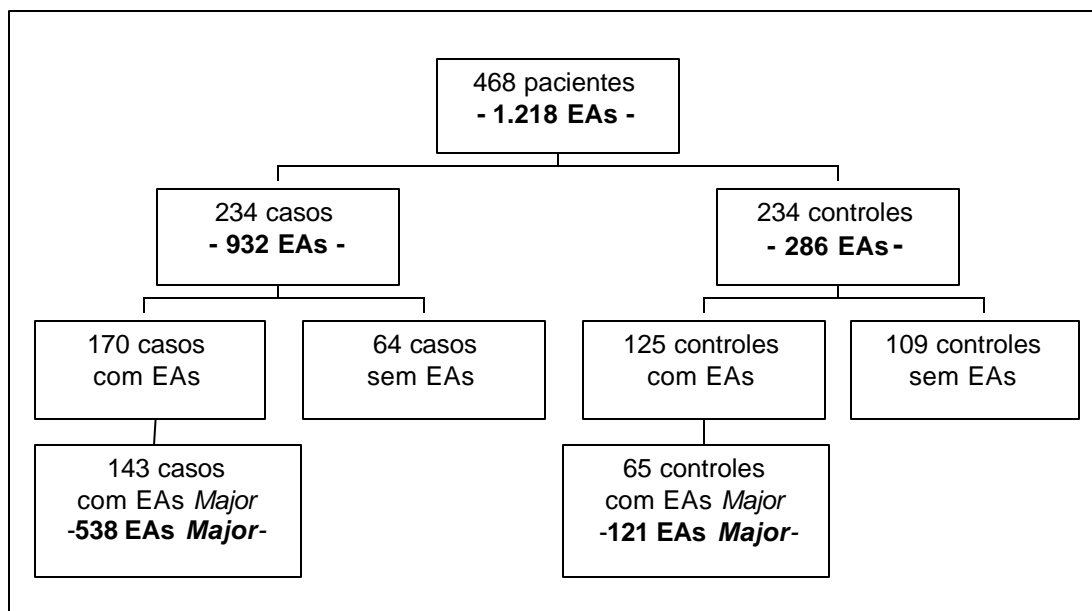 468 pacientes
- 1.218 EAs -
234 casos
- 932 EAs -
234 controles
- 286 EAs -
170 casos
com EAs
64 casos
sem EAs
125 controles
com EAs
109 controles
sem EAs
143 casos
com EAs Major
-538 EAs Major-
65 controles
com EAs Major
-121 EAs Major-